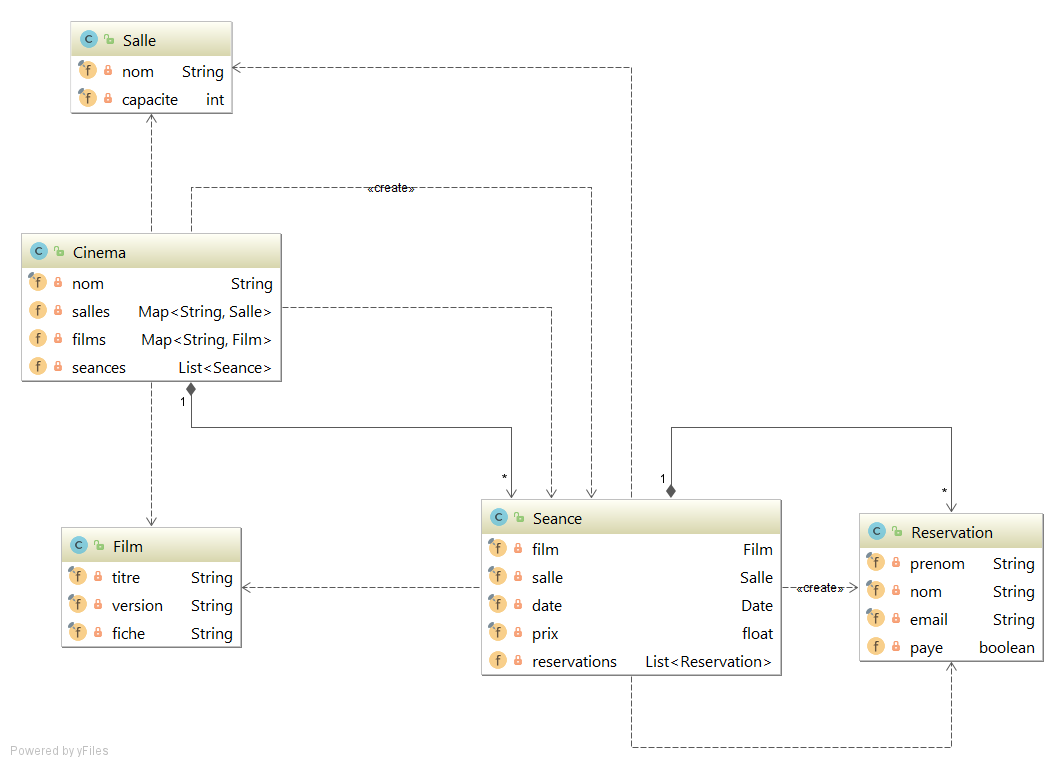 Salle
nom String
capacite int
«create»
Cinema
nom String
salles Map<String, Salle>
films Map<String, Film>
seances List<Seance>
1
*
1
*
Film
titre String
version String
fiche String
Seance
film Film
salle Salle
date Date
prix float
reservations List<Reservation>
«create»
Reservation
prenom String
nom String
email String
paye boolean
Powered by yFiles